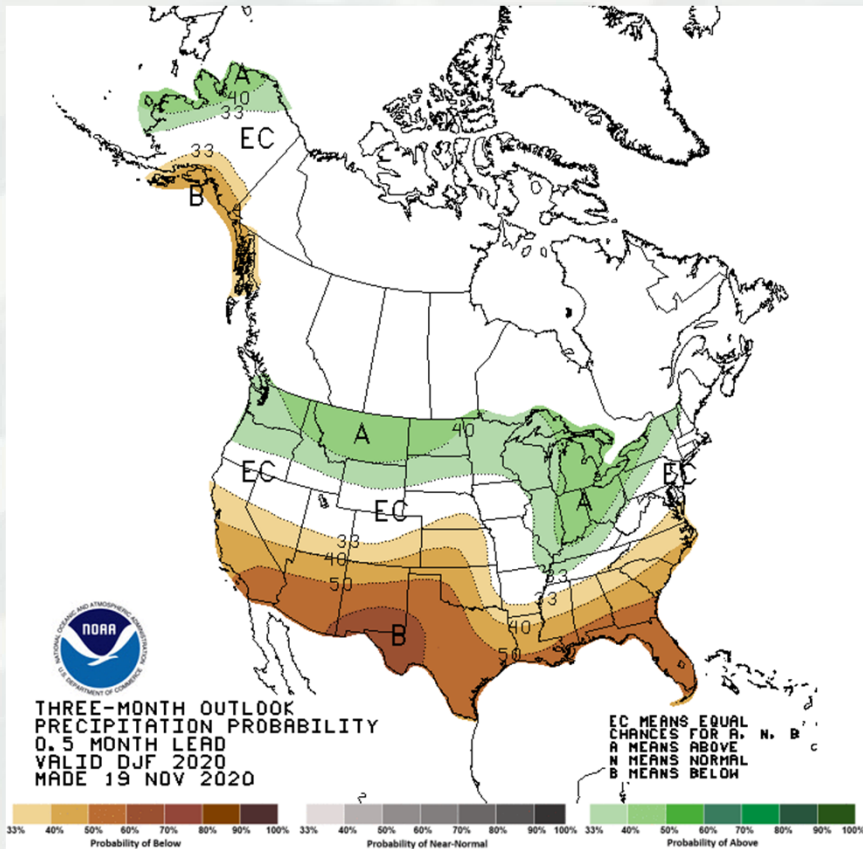 A
40
33
EC
33
B
A
40
EC
A
EC
EC
33
33
40
33
50
40
50
B
NATIONAL OCEANIC AND ATMOSPHERIC ADMINISTRATION
NOAA
U.S. DEPARTMENT OF COMMERCE
THREE-MONTH OUTLOOK
PRECIPITATION PROBABILITY
0.5 MONTH LEAD
VALID DJF 2020
MADE 19 NOV 2020
EC MEANS EQUAL
CHANCES FOR A, N, B
A MEANS ABOVE
N MEANS NORMAL
B MEANS BELOW
33% 40% 50% 60% 70% 80% 90% 100%
Probability of Below
33% 40% 50% 60% 70% 80% 90% 100%
Probability of Near-Normal
33% 40% 50% 60% 70% 80% 90% 100%
Probability of Above